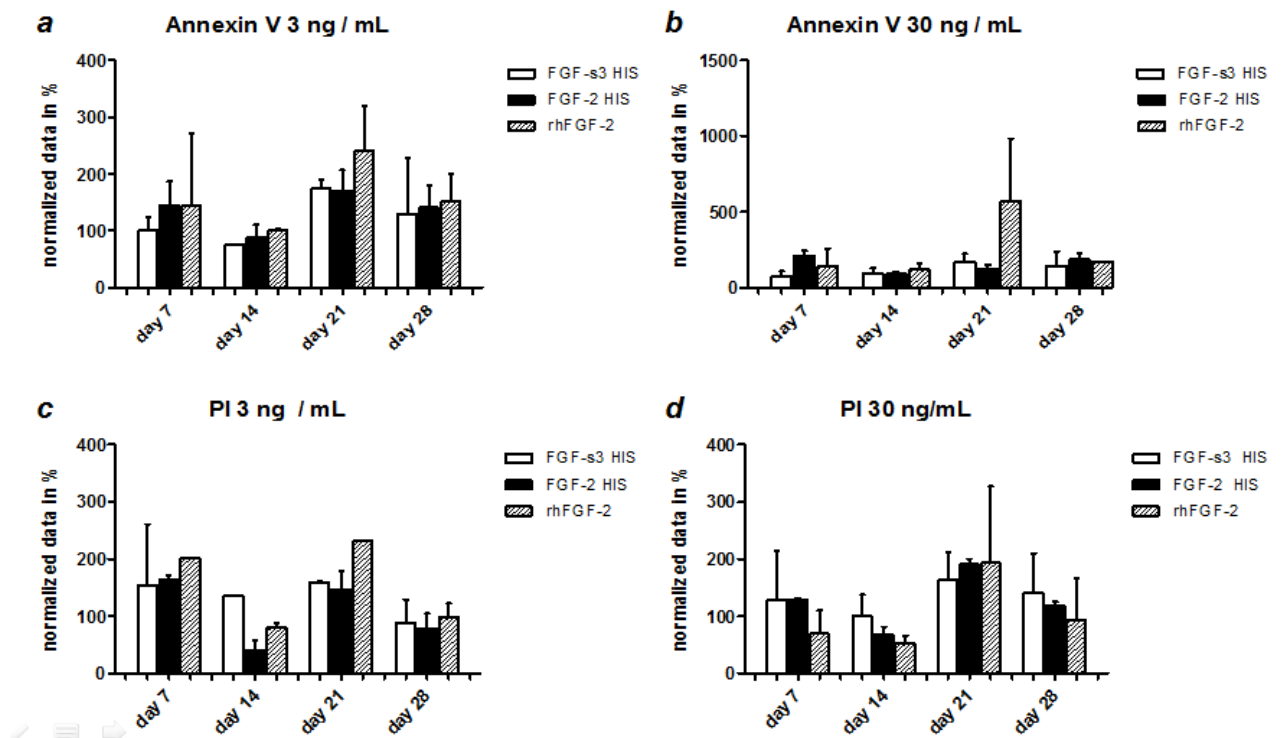 a
Annexin V 3 ng / mL
normalized data in %
400
300
200
100
0
day 7
day 14
day 21
day 28
FGF-s3 HIS
FGF-2 HIS
rhFGF-2
b
Annexin V 30 ng / mL
normalized data in %
1500
1000
500
0
day 7
day 14
day 21
day 28
FGF-s3 HIS
FGF-2 HIS
rhFGF-2
c
PI 3 ng / mL
normalized data in %
400
300
200
100
0
day 7
day 14
day 21
day 28
FGF-s3 HIS
FGF-2 HIS
rhFGF-2
d
PI 30 ng/mL
normalized data in %
400
300
200
100
0
day 7
day 14
day 21
day 28
FGF-s3 HIS
FGF-2 HIS
rhFGF-2